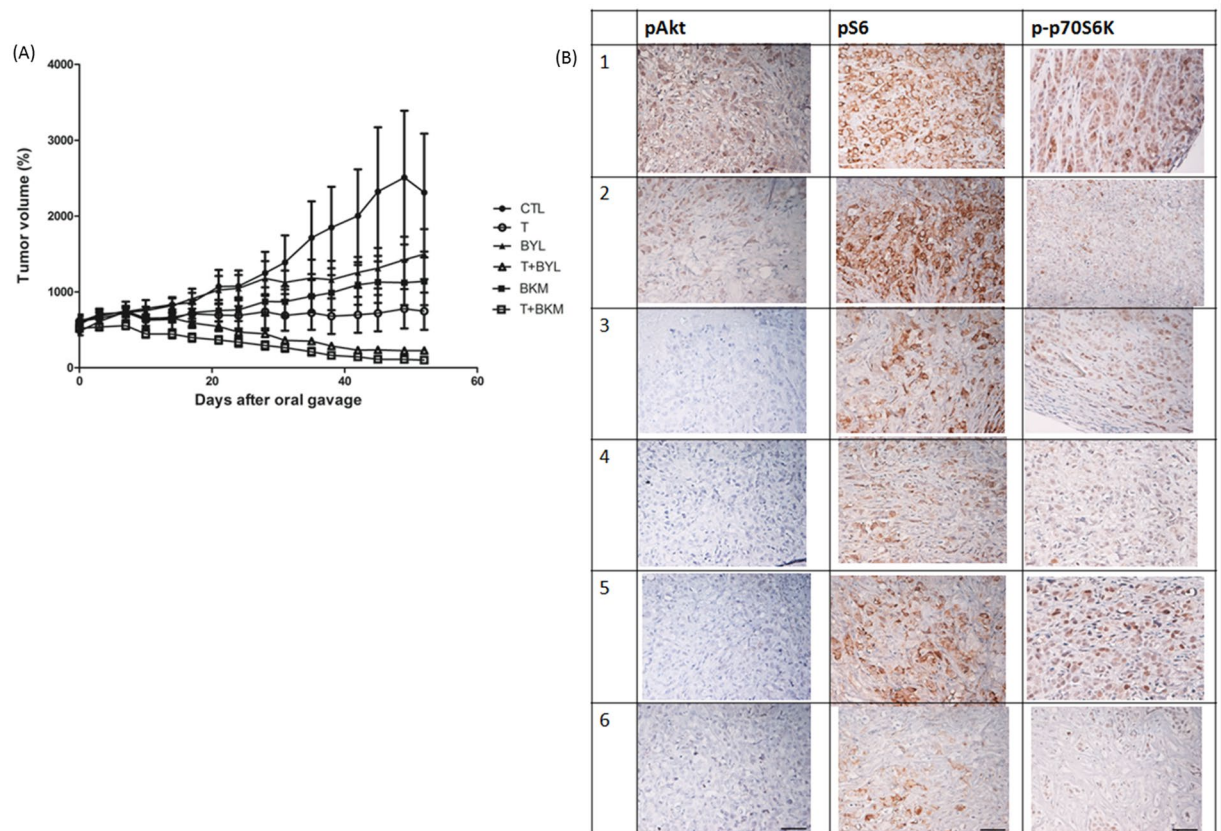 (A)
4000
3000
2000
1000
0
Tumor volume (%)
0 20 40 60
Days after oral gavage
CTL
T
BYL
T+BYL
BKM
T+BKM
(B)
pAkt pS6 p-p70S6K
1
2
3
4
5
6